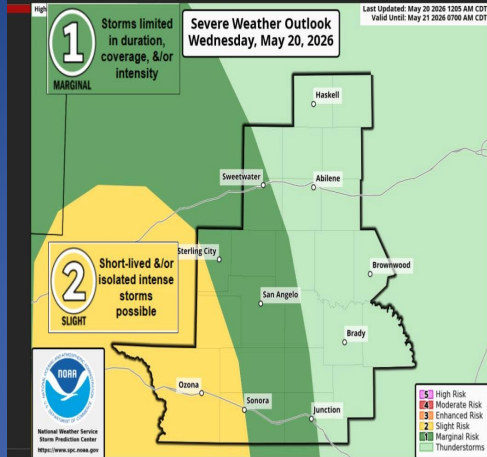 High
1
MARGINAL
Storms limited
in duration,
coverage, &/or
intensity
Severe Weather Outlook
Wednesday, May 20, 2026
Last Updated: May 20 2026 1205 AM CDT
Valid Until: May 21 2026 0700 AM CDT
Haskell
Sweetwater
Abilene
Sterling City
Brownwood
2
SLIGHT
Short-lived &/or
isolated intense
storms
possible
San Angelo
Brady
Ozona
Sonora
Junction
NOAA
National Weather Service
Storm Prediction Center
https://www.spc.noaa.gov
5 High Risk
4 Moderate Risk
3 Enhanced Risk
2 Slight Risk
1 Marginal Risk
Thunderstorms